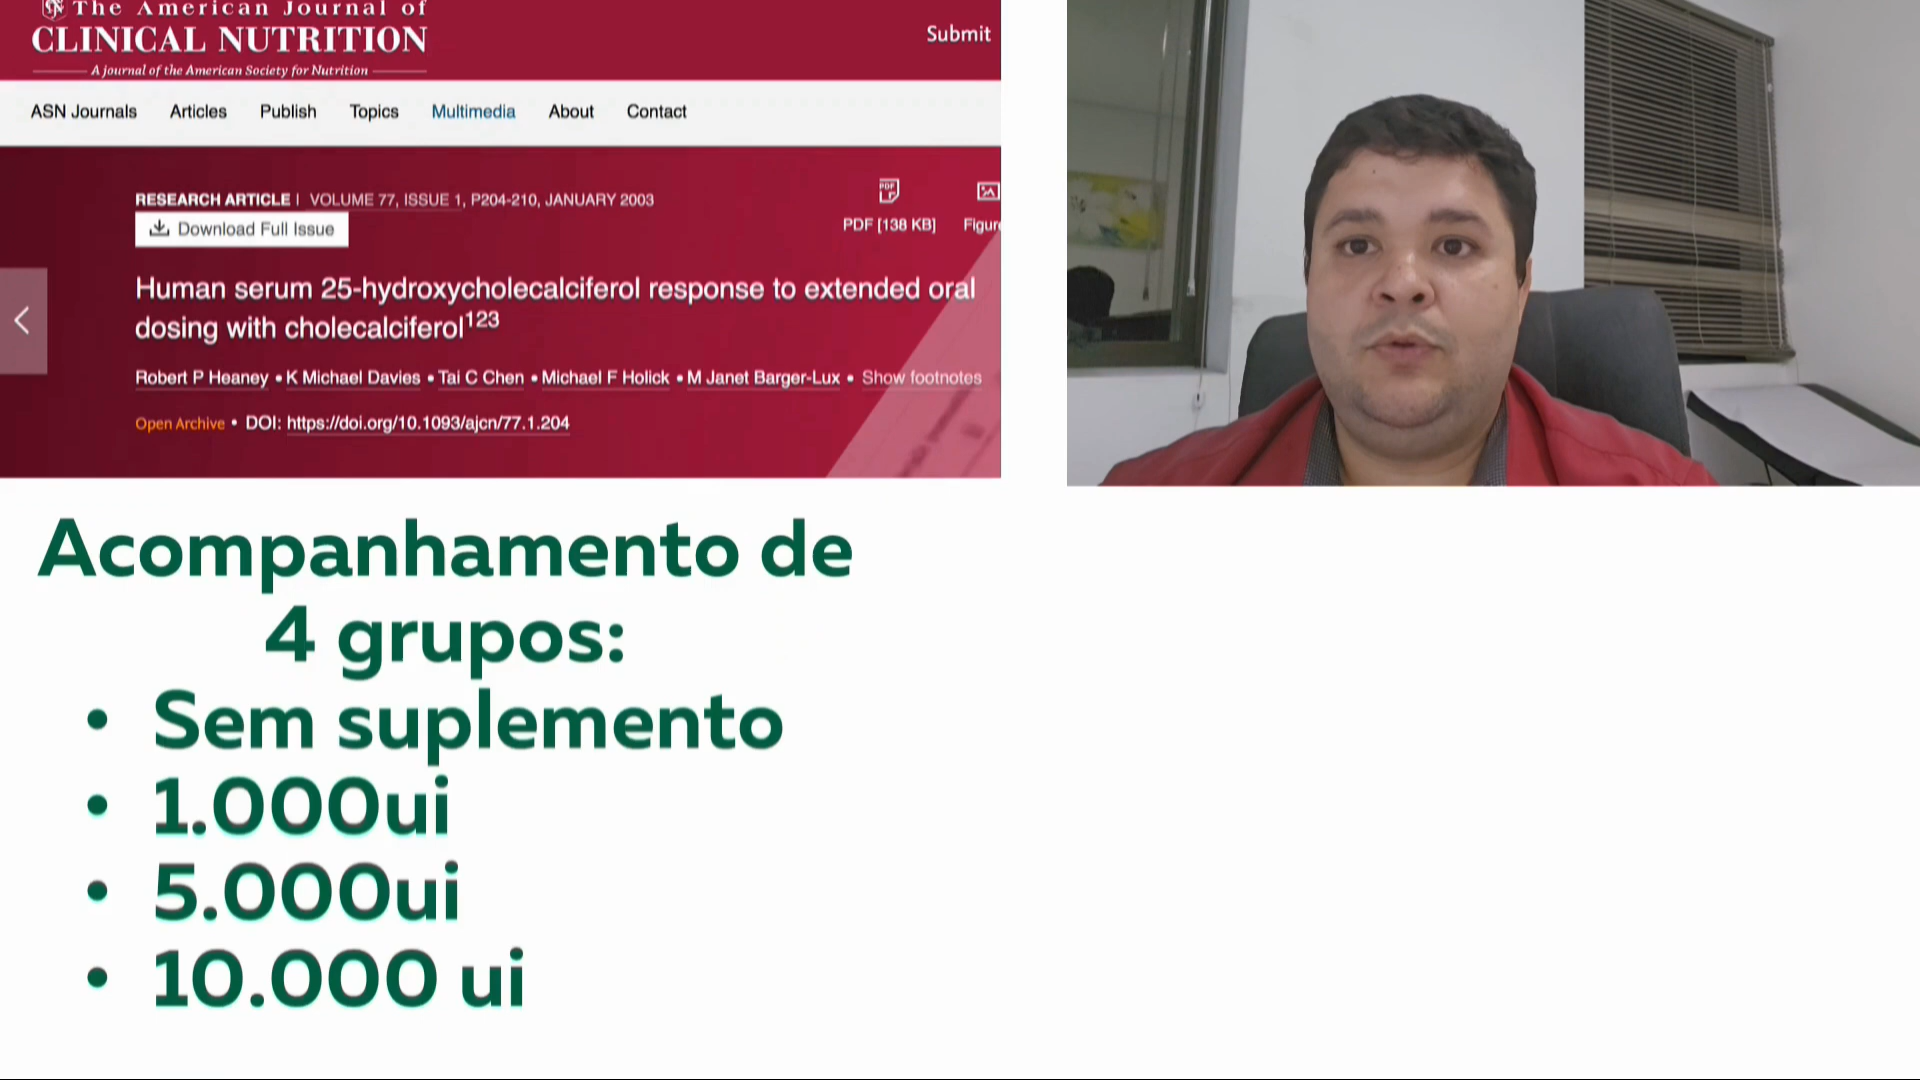 The American Journal of
CLINICAL NUTRITION
A journal of the American Society for Nutrition
Submit
ASN Journals Articles Publish Topics Multimedia About Contact
RESEARCH ARTICLE | VOLUME 77, ISSUE 1, P204-210, JANUARY 2003
Download Full Issue
PDF
PDF [138 KB]
Figure
Human serum 25-hydroxycholecalciferol response to extended oral
dosing with cholecalciferol123
Robert P Heaney • K Michael Davies • Tai C Chen • Michael F Holick • M Janet Barger-Lux • Show footnotes
Open Archive • DOI: https://doi.org/10.1093/ajcn/77.1.204
Acompanhamento de
4 grupos:
• Sem suplemento
• 1.000ui
• 5.000ui
• 10.000 ui